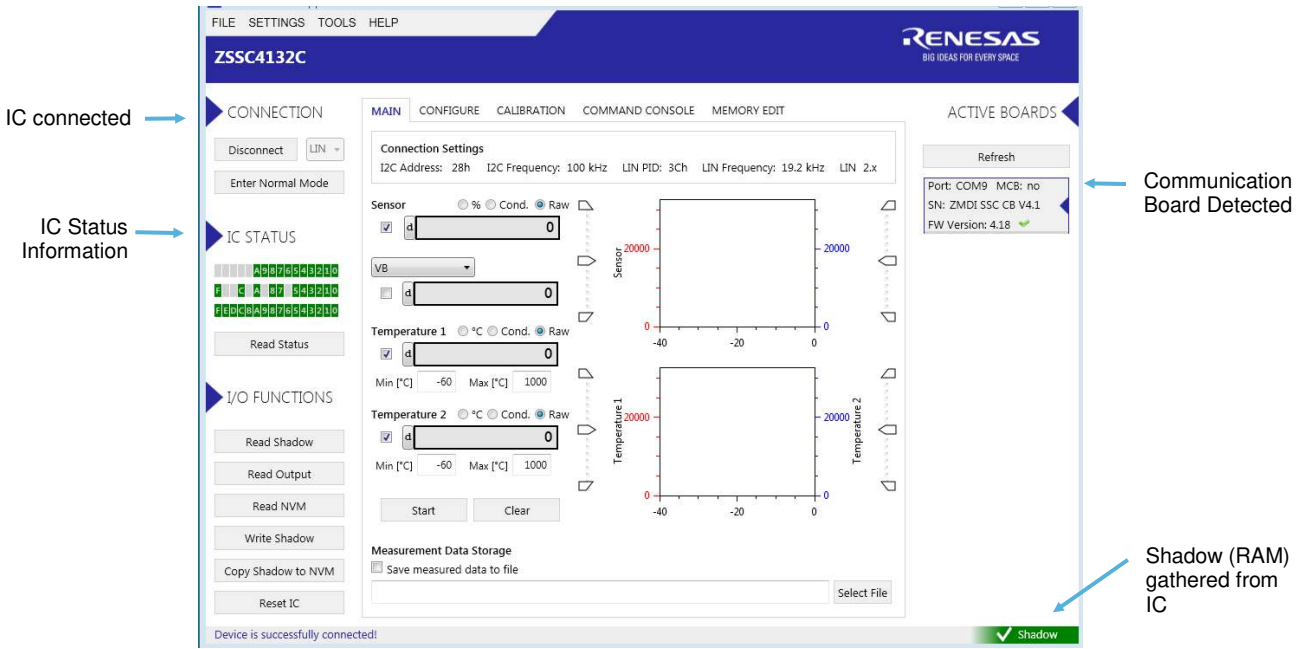 FILE SETTINGS TOOLS HELP
ZSSC4132C
RENESAS
BIG IDEAS FOR EVERY SPACE
IC connected
CONNECTION
Disconnect LIN
Enter Normal Mode
IC Status
Information
IC STATUS
A 9 8 7 6 5 4 3 2 1 0
F C A 8 7 5 4 3 2 1 0
F E D C B A 9 8 7 6 5 4 3 2 1 0
Read Status
I/O FUNCTIONS
Read Shadow
Read Output
Read NVM
Write Shadow
Copy Shadow to NVM
Reset IC
MAIN CONFIGURE CALIBRATION COMMAND CONSOLE MEMORY EDIT
Connection Settings
I2C Address: 28h I2C Frequency: 100 kHz LIN PID: 3Ch LIN Frequency: 19.2 kHz LIN 2.x
Sensor % Cond. Raw
d 0
VB
d 0
Temperature 1 °C Cond. Raw
d 0
Min [°C] -60 Max [°C] 1000
Temperature 2 °C Cond. Raw
d 0
Min [°C] -60 Max [°C] 1000
Start Clear
Sensor
20000 20000
0 0
-40 -20 0
Temperature 1
Temperature 2
20000 20000
0 0
-40 -20 0
Measurement Data Storage
Save measured data to file
Select File
ACTIVE BOARDS
Refresh
Port: COM9 MCB: no
SN: ZMDI SSC CB V4.1
FW Version: 4.18
Communication
Board Detected
Shadow (RAM)
gathered from
IC
Device is successfully connected!
Shadow